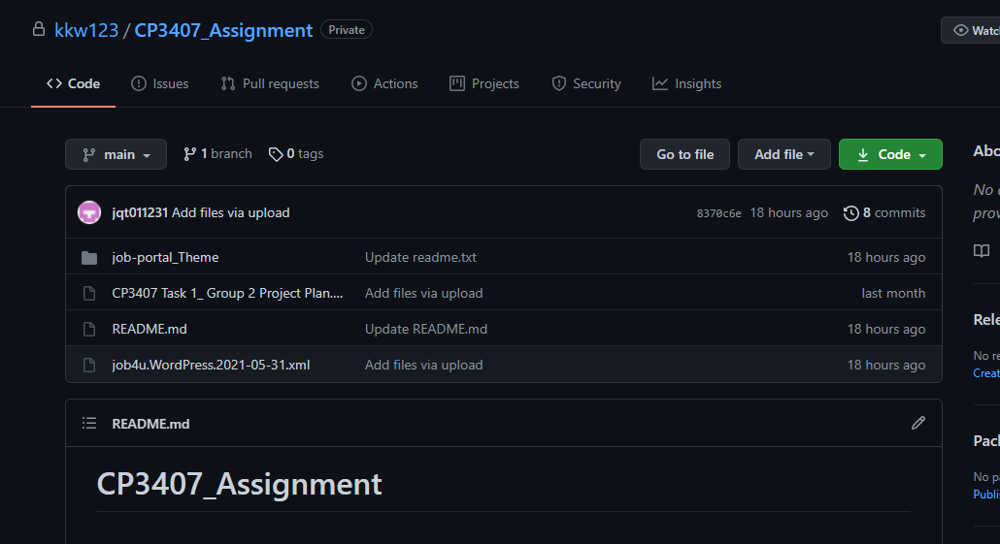 kkw123 / CP3407_Assignment Private
Watc
Code Issues Pull requests Actions Projects Security Insights
main 1 branch 0 tags Go to file Add file Code
jqt011231 Add files via upload 8370c6e 18 hours ago 8 commits
job-portal_Theme Update readme.txt 18 hours ago
CP3407 Task 1_ Group 2 Project Plan.... Add files via upload last month
README.md Update README.md 18 hours ago
job4u.WordPress.2021-05-31.xml Add files via upload 18 hours ago
README.md
CP3407_Assignment
Abo
No
prov
Rele
No re
Creat
Pack
No pa
Publis